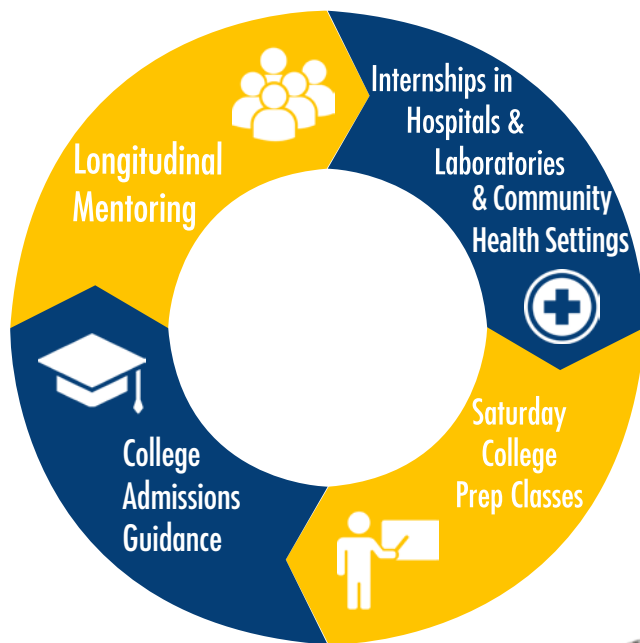 Longitudinal
Mentoring
Internships in
Hospitals &
Laboratories
& Community
Health Settings
Saturday
College
Prep Classes
College
Admissions
Guidance